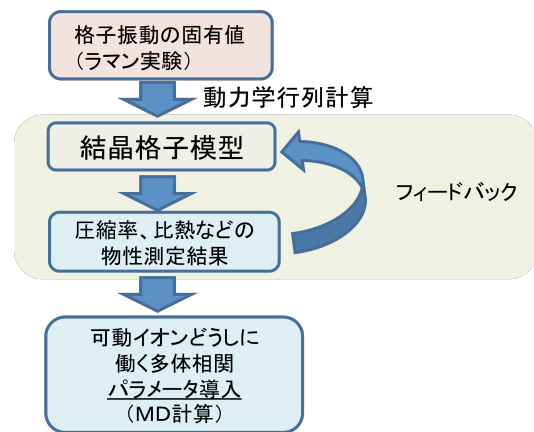 格子振動の固有値
（ラマン実験）
動力学行列計算
結晶格子模型
フィードバック
圧縮率、比熱などの
物性測定結果
可動イオンどうしに
働く多体相関
パラメータ導入
（ＭＤ計算）